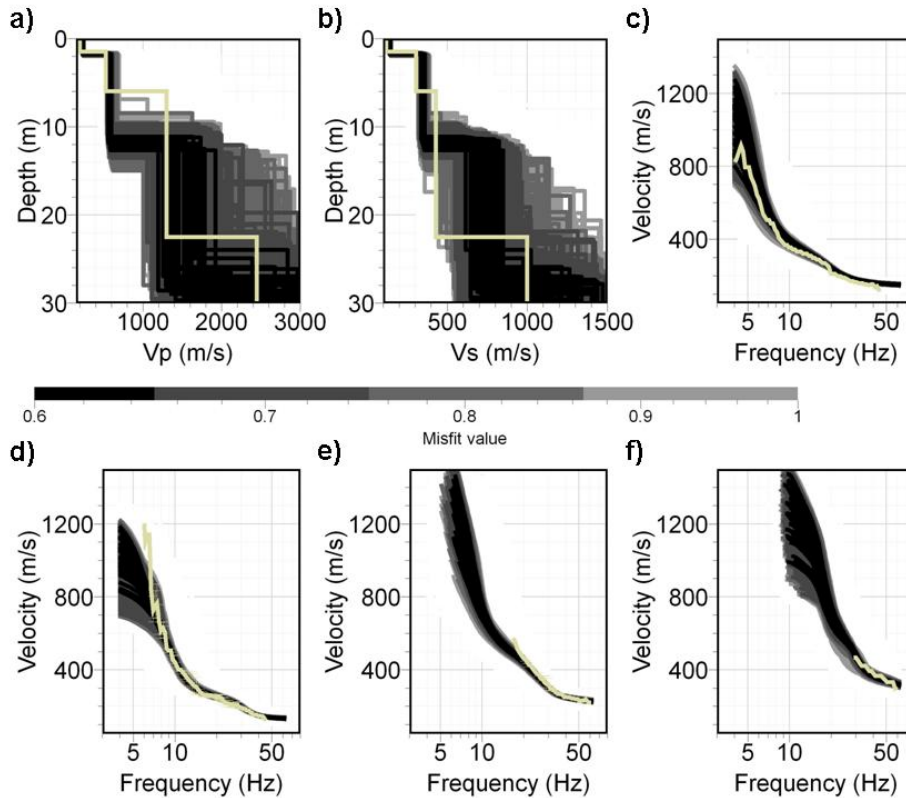 a) b) c)
0 0
10 10
20 20
30 30
Depth (m) Depth (m) Velocity (m/s)
1200
800
400
1000 2000 3000 500 1000 1500 5 10 50
Vp (m/s) Vs (m/s) Frequency (Hz)
0.6 0.7 0.8 0.9 1
Misfit value
d) e) f)
1200 1200 1200
800 800 800
400 400 400
Velocity (m/s) Velocity (m/s) Velocity (m/s)
5 10 50 5 10 50 5 10 50
Frequency (Hz) Frequency (Hz) Frequency (Hz)